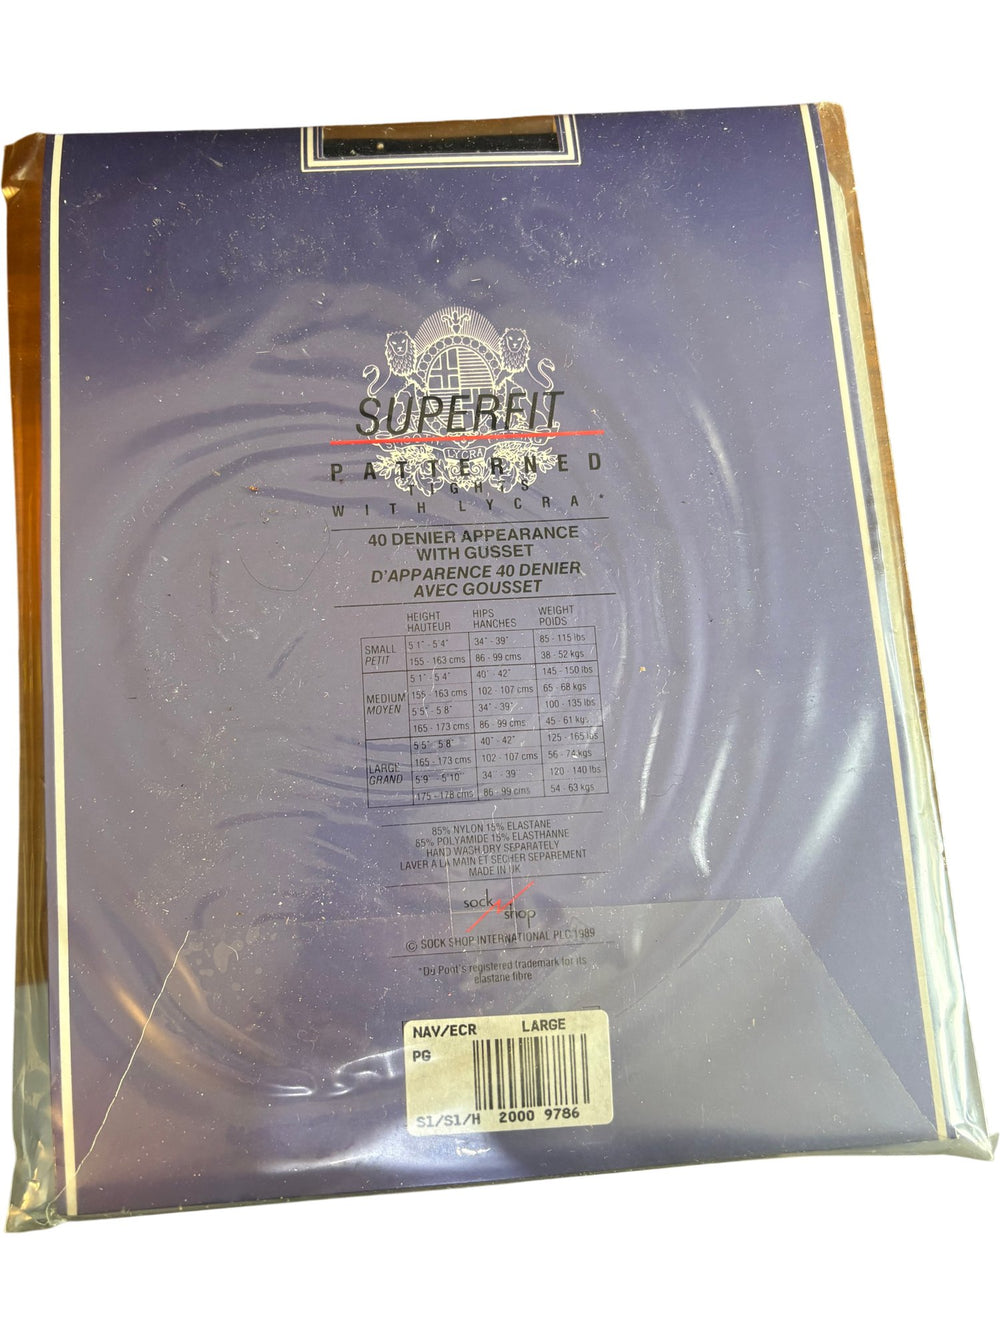 SUPERFIT
LYCRA
PATTERNED
TIGHTS
WITH LYCRA*
40 DENIER APPEARANCE
WITH GUSSET
D'APPARENCE 40 DENIER
AVEC GOUSSET
HEIGHT HIPS WEIGHT
HAUTEUR HANCHES POIDS
SMALL 5'1" - 5'4" 34" - 39" 85 - 115 lbs
PETIT 155 - 163 cms 86 - 99 cms 38 - 52 kgs
5'1" - 5'4" 40" - 42" 145 - 150 lbs
MEDIUM 155 - 163 cms 102 - 107 cms 65 - 68 kgs
MOYEN 5'5" - 5'8" 34" - 39" 100 - 135 lbs
165 - 173 cms 86 - 99 cms 45 - 61 kgs
5'5" - 5'8" 40" - 42" 125 - 165 lbs
LARGE 165 - 173 cms 102 - 107 cms 56 - 74 kgs
GRAND 5'9" - 5'10" 34" - 39" 120 - 140 lbs
175 - 178 cms 86 - 99 cms 54 - 63 kgs
85% NYLON 15% ELASTANE
85% POLYAMIDE 15% ELASTHANNE
HAND WASH DRY SEPARATELY
LAVER A LA MAIN ET SECHER SEPAREMENT
MADE IN UK
sock
shop
© SOCK SHOP INTERNATIONAL PLC 1989
*Du Pont's registered trademark for its
elastane fibre
NAV/ECR LARGE
PG
S1/S1/H 2000 9786